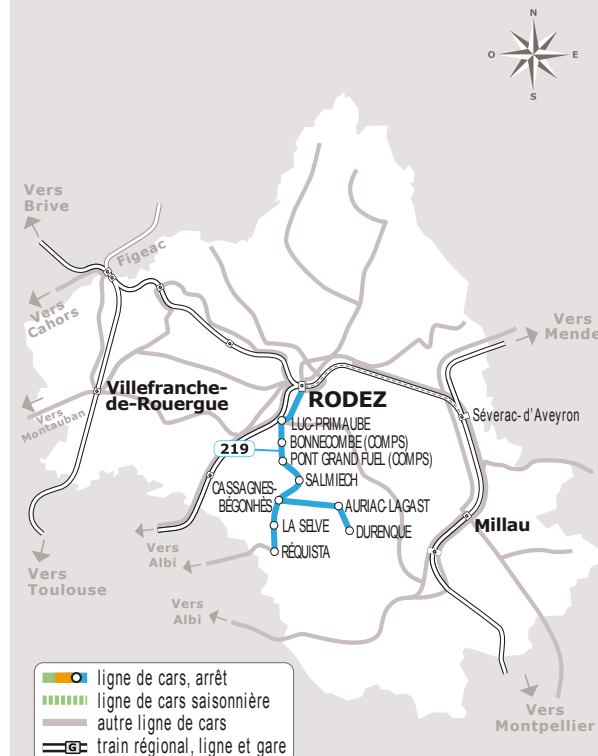 N
O
E
S
Vers
Brive
Figeac
Vers
Cahors
Vers
Mende
Villefranche-
de-Rouergue
RODEZ
Vers
Montauban
Séverac- d'Aveyron
LUC-PRIMAUBE
219
BONNECOMBE (COMPS)
PONT GRAND FUEL (COMPS)
SALMIECH
CASSAGNES-
BÉGONHÈS
AURIAC-LAGAST
LA SELVE
DURENQUE
Millau
RÉQUISTA
Vers
Albi
Vers
Toulouse
Vers
Albi
Vers
Montpellier
ligne de cars, arrêt
ligne de cars saisonnière
autre ligne de cars
G train régional, ligne et gare